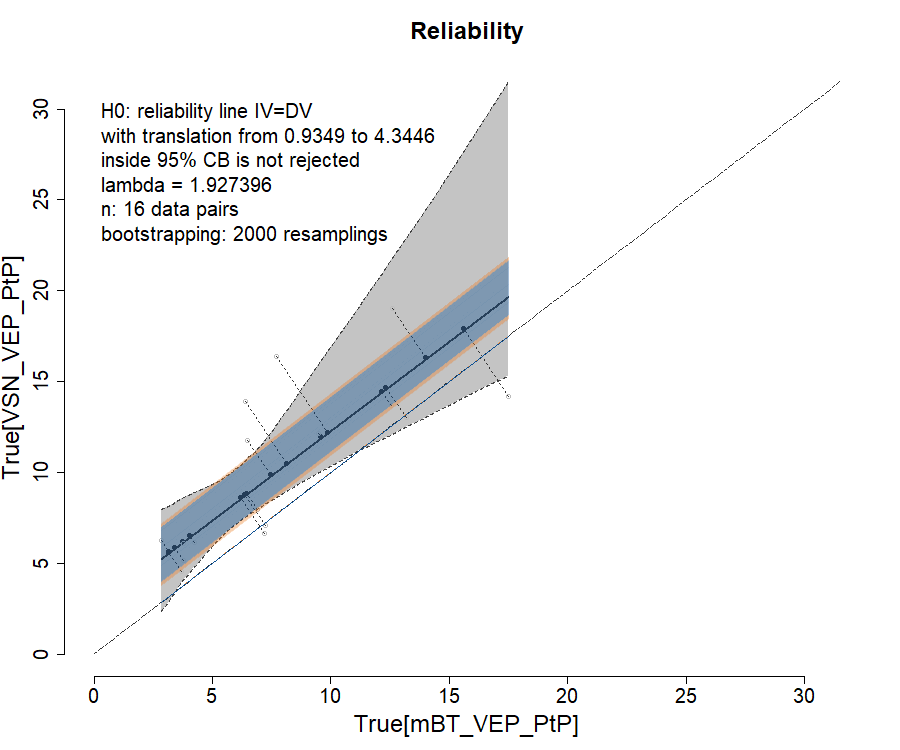 Reliability
H0: reliability line IV=DV
with translation from 0.9349 to 4.3446
inside 95% CB is not rejected
lambda = 1.927396
n: 16 data pairs
bootstrapping: 2000 resamplings
True[VSN_VEP_PtP]
30
25
20
15
10
5
0
0 5 10 15 20 25 30
True[mBT_VEP_PtP]